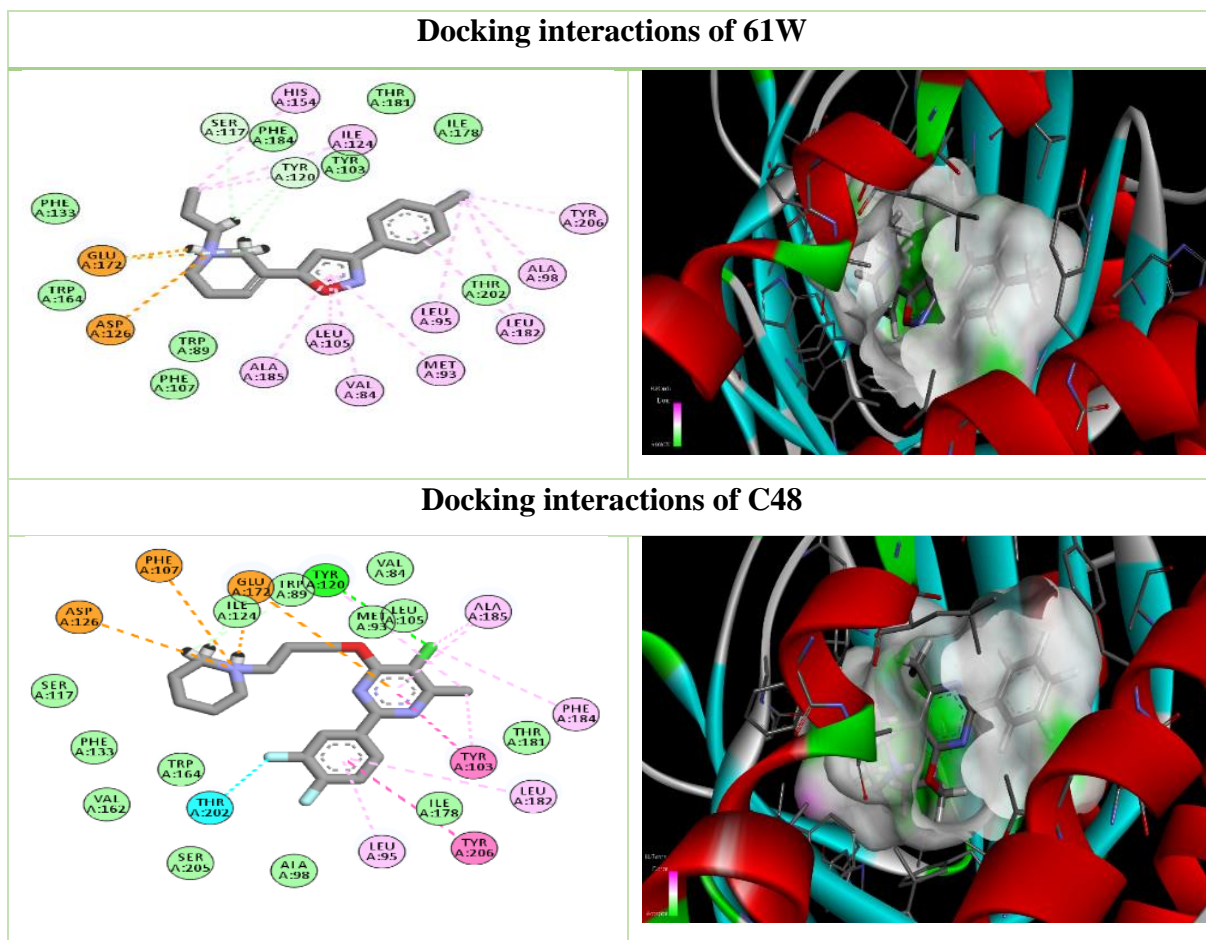 Docking interactions of 61W
HIS
A:154
THR
A:181
SER
A:117
PHE
A:184
ILE
A:124
ILE
A:178
TYR
A:120
TYR
A:103
PHE
A:133
TYR
A:206
GLU
A:172
ALA
A:98
TRP
A:164
THR
A:202
LEU
A:95
LEU
A:182
ASP
A:126
TRP
A:89
LEU
A:105
PHE
A:107
ALA
A:185
VAL
A:84
MET
A:93
Docking interactions of C48
PHE
A:107
GLU
A:172
TRP
A:89
TYR
A:120
VAL
A:84
ASP
A:126
ILE
A:124
MET
A:93
LEU
A:105
ALA
A:185
SER
A:117
PHE
A:184
PHE
A:133
THR
A:181
TRP
A:164
TYR
A:103
VAL
A:162
THR
A:202
ILE
A:178
LEU
A:182
SER
A:205
ALA
A:98
LEU
A:95
TYR
A:206